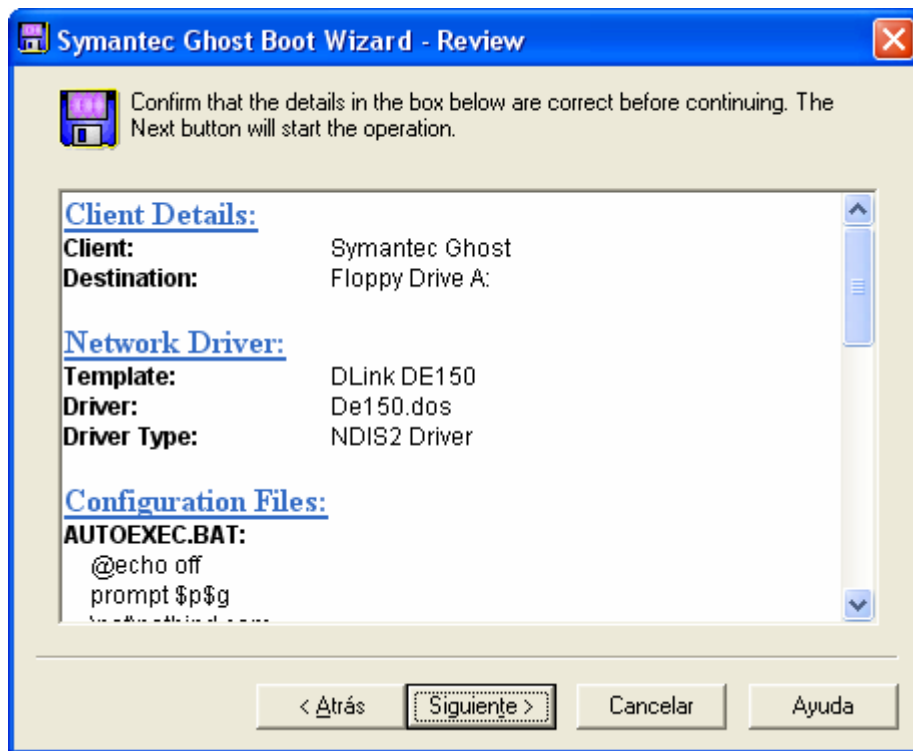 Symantec Ghost Boot Wizard - Review
Confirm that the details in the box below are correct before continuing. The
Next button will start the operation.
Client Details:
Client: Symantec Ghost
Destination: Floppy Drive A:
Network Driver:
Template: DLink DE150
Driver: De150.dos
Driver Type: NDIS2 Driver
Configuration Files:
AUTOEXEC.BAT:
@echo off
prompt $p$g
< Atrás Siguiente > Cancelar Ayuda